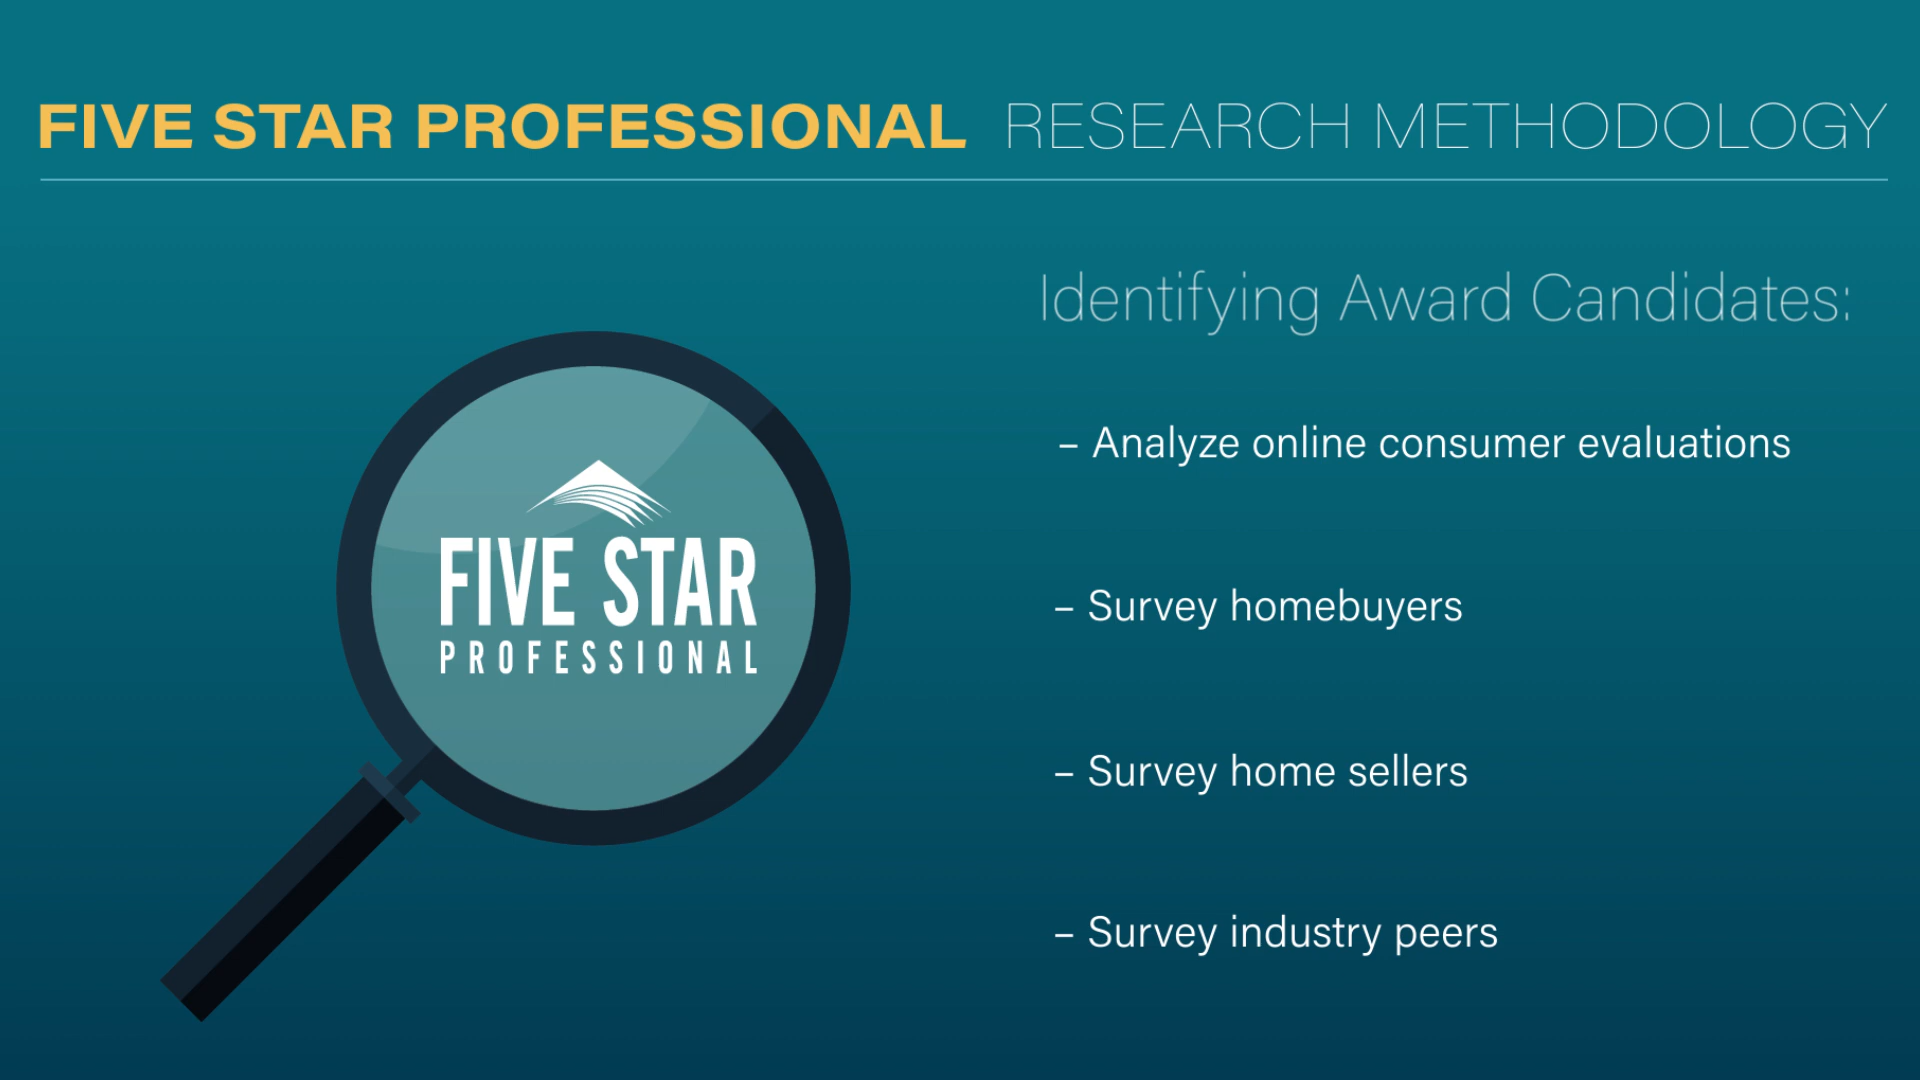 FIVE STAR PROFESSIONAL RESEARCH METHODOLOGY
FIVE STAR
PROFESSIONAL
Identifying Award Candidates:
– Analyze online consumer evaluations
– Survey homebuyers
– Survey home sellers
– Survey industry peers